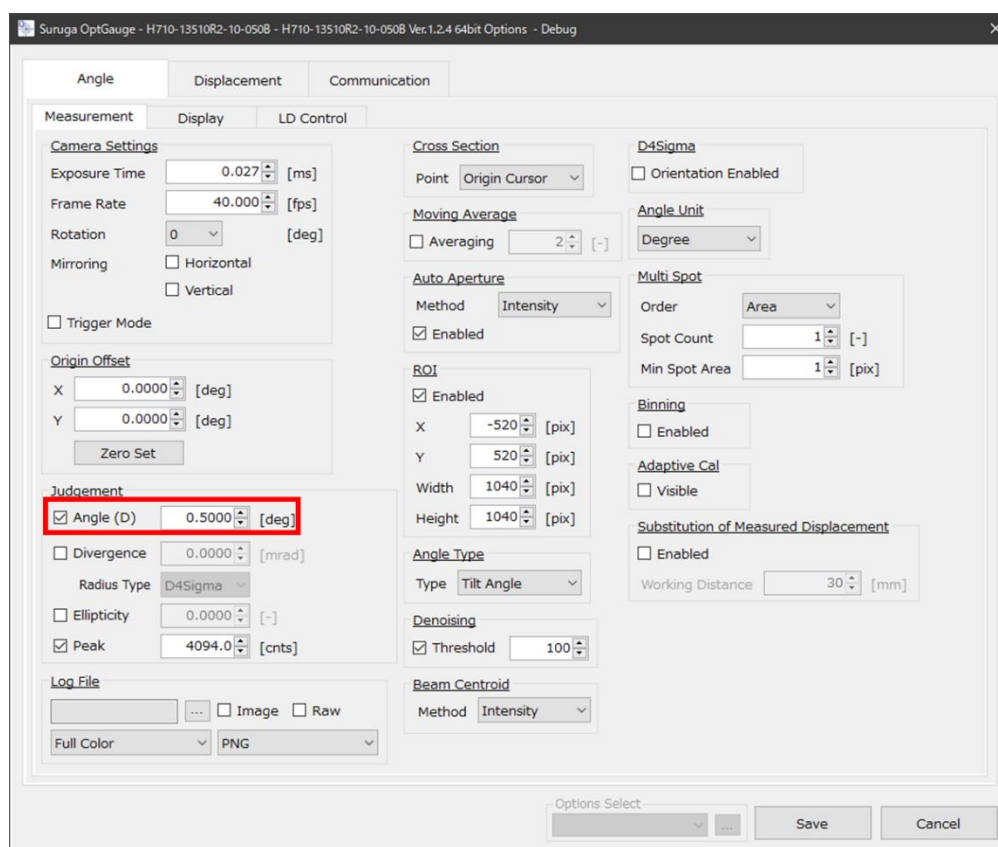 Suruga OptGauge - H710-13510R2-10-050B - H710-13510R2-10-050B Ver.1.2.4 64bit Options - Debug
Angle Displacement Communication
Measurement Display LD Control
Camera Settings
Exposure Time 0.027 [ms]
Frame Rate 40.000 [fps]
Rotation 0 [deg]
Mirroring Horizontal
Vertical
Trigger Mode
Origin Offset
X 0.0000 [deg]
Y 0.0000 [deg]
Zero Set
Judgement
Angle (D) 0.5000 [deg]
Divergence 0.0000 [mrad]
Radius Type D4Sigma
Ellipticity 0.0000 [-]
Peak 4094.0 [cnts]
Log File
... Image Raw
Full Color PNG
Cross Section
Point Origin Cursor
Moving Average
Averaging 2 [-]
Auto Aperture
Method Intensity
Enabled
ROI
Enabled
X -520 [pix]
Y 520 [pix]
Width 1040 [pix]
Height 1040 [pix]
Angle Type
Type Tilt Angle
Denoising
Threshold 100
Beam Centroid
Method Intensity
D4Sigma
Orientation Enabled
Angle Unit
Degree
Multi Spot
Order Area
Spot Count 1 [-]
Min Spot Area 1 [pix]
Binning
Enabled
Adaptive Cal
Visible
Substitution of Measured Displacement
Enabled
Working Distance 30 [mm]
Options Select
...
Save Cancel